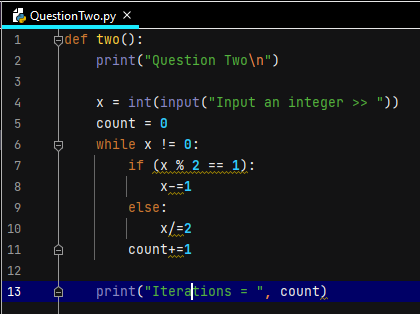 QuestionTwo.py ×
1 def two():
2 print("Question Two\n")
3
4 x = int(input("Input an integer >> "))
5 count = 0
6 while x != 0:
7 if (x % 2 == 1):
8 x-=1
9 else:
10 x/=2
11 count+=1
12
13 print("Iterations = ", count)